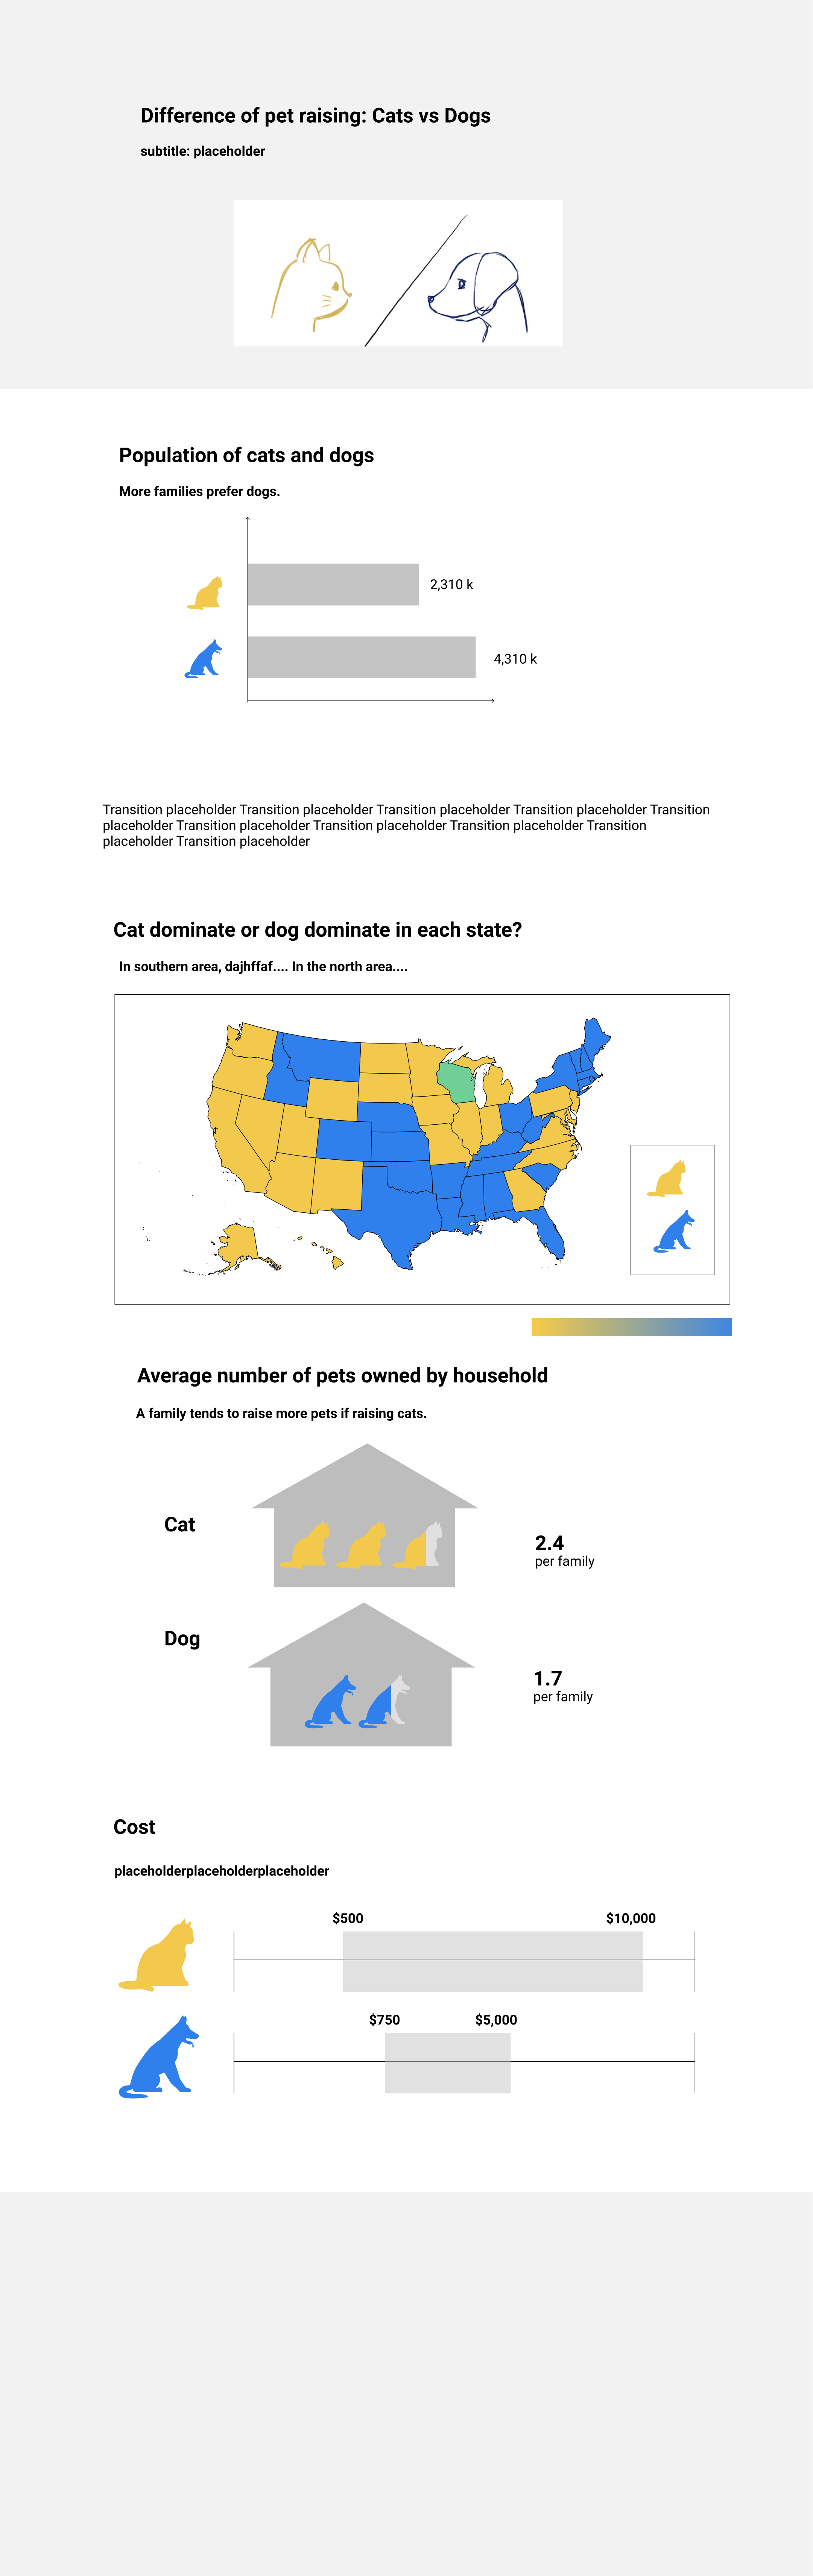 Difference of pet raising: Cats vs Dogs
subtitle: placeholder
Population of cats and dogs
More families prefer dogs.
2,310 k
4,310 k
Transition placeholder Transition placeholder Transition placeholder Transition placeholder Transition
placeholder Transition placeholder Transition placeholder Transition placeholder Transition
placeholder Transition placeholder
Cat dominate or dog dominate in each state?
In southern area, dajhffaf.... In the north area....
Average number of pets owned by household
A family tends to raise more pets if raising cats.
Cat
2.4
per family
Dog
1.7
per family
Cost
placeholderplaceholderplaceholder
$500
$10,000
$750
$5,000